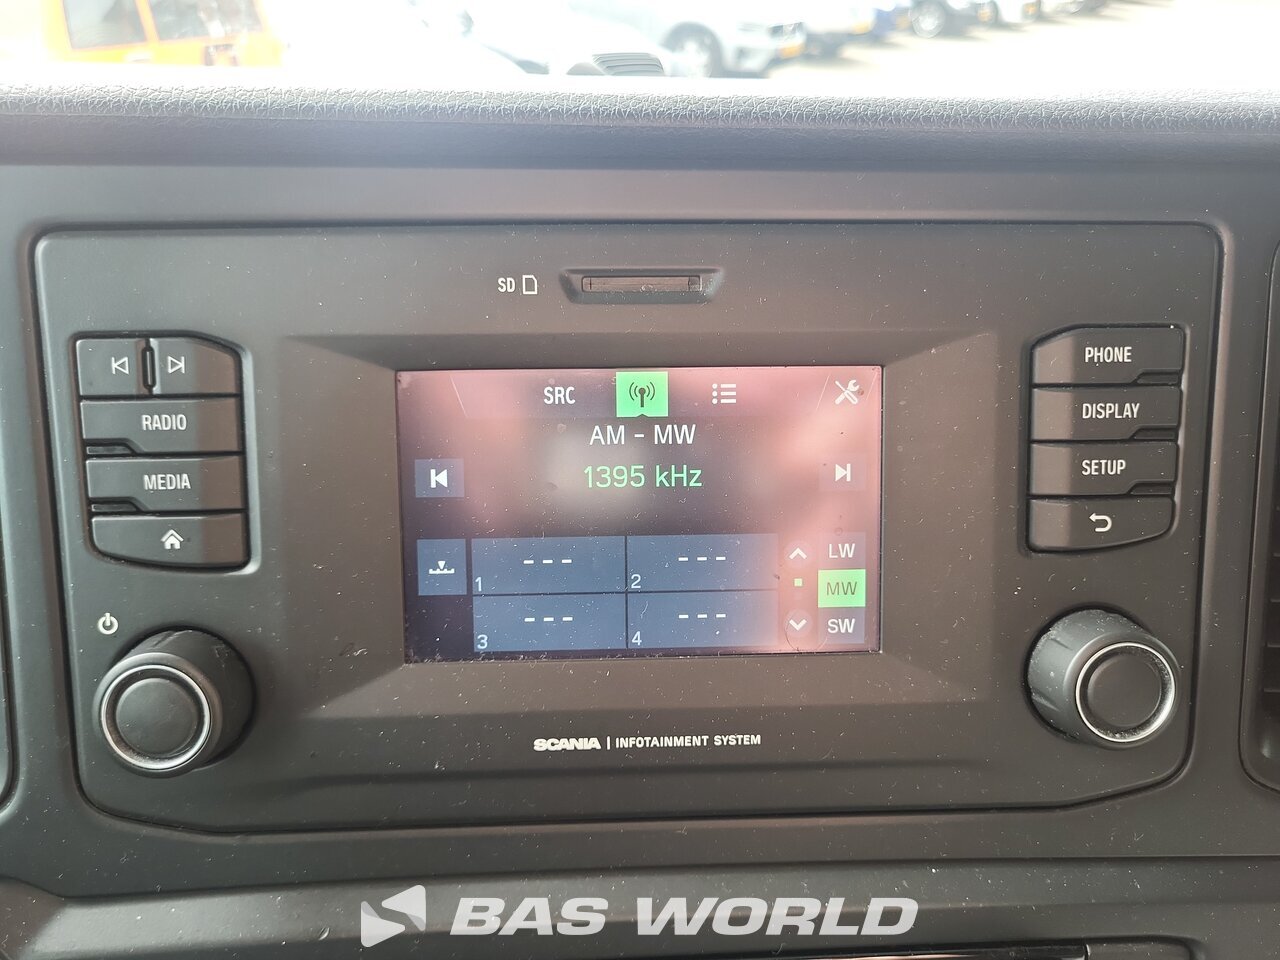 SD
RADIO
MEDIA
PHONE
DISPLAY
SETUP
SRC
AM - MW
1395 kHz
--- 1
--- 2
--- 3
--- 4
LW
MW
SW
SCANIA | INFOTAINMENT SYSTEM
BAS WORLD